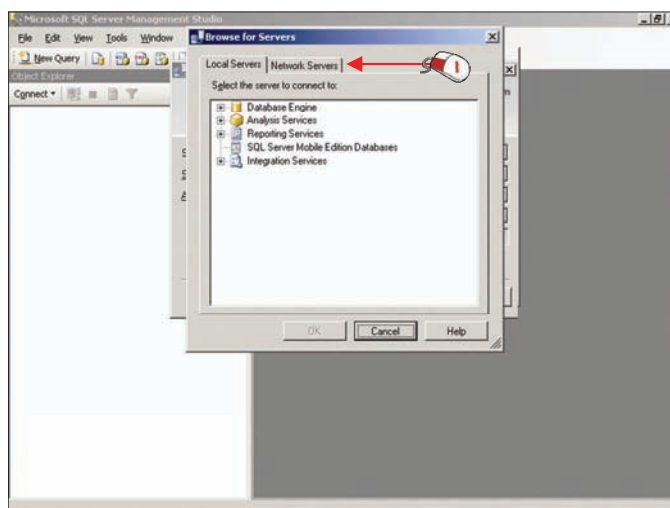 Microsoft SQL Server Management Studio
File Edit View Tools Window
New Query
Object Explorer
Connect
Browse for Servers
Local Servers Network Servers
Select the server to connect to:
Database Engine
Analysis Services
Reporting Services
SQL Server Mobile Edition Databases
Integration Services
OK Cancel Help